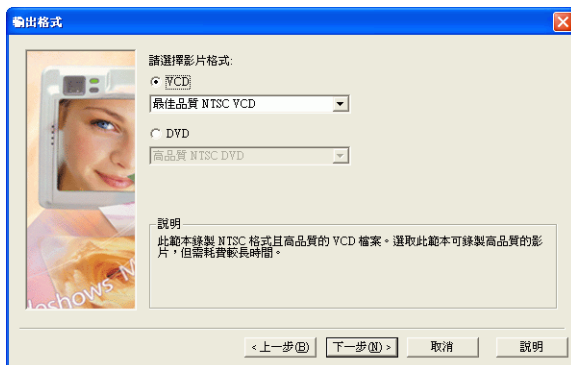 輸出格式
請選擇影片格式:
VCD
最佳品質 NTSC VCD
DVD
高品質 NTSC DVD
說明
此範本錄製 NTSC 格式且高品質的 VCD 檔案。選取此範本可錄製高品質的影
片，但需耗費較長時間。
< 上一步(B)
下一步(N) >
取消
說明